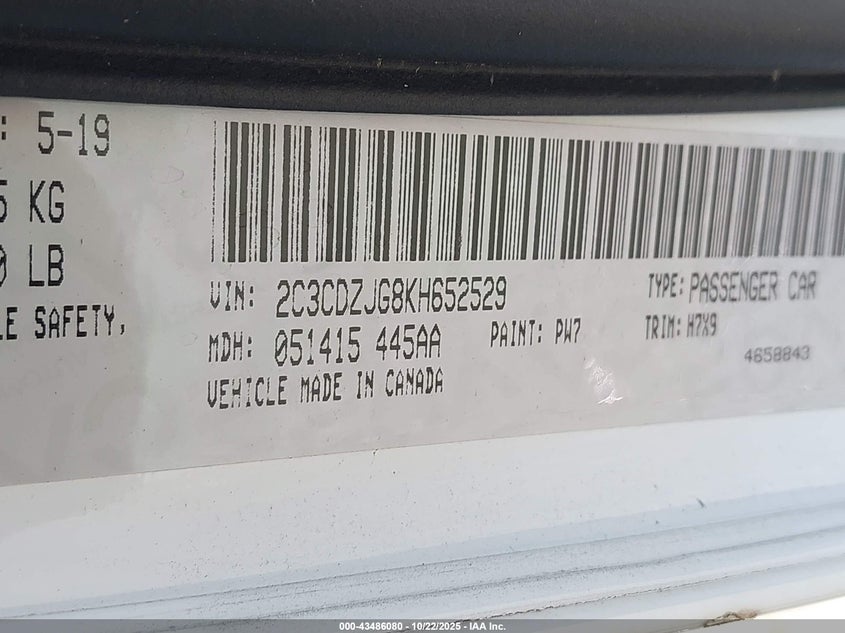 : 5-19
KG
LB
LE SAFETY,
VIN: 2C3CDZJG8KH652529
TYPE: PASSENGER CAR
MDH: 051415 445AA
PAINT: PW7
TRIM: H7X9
VEHICLE MADE IN CANADA
4658843
000-43486080 - 10/22/2025 - IAA Inc.